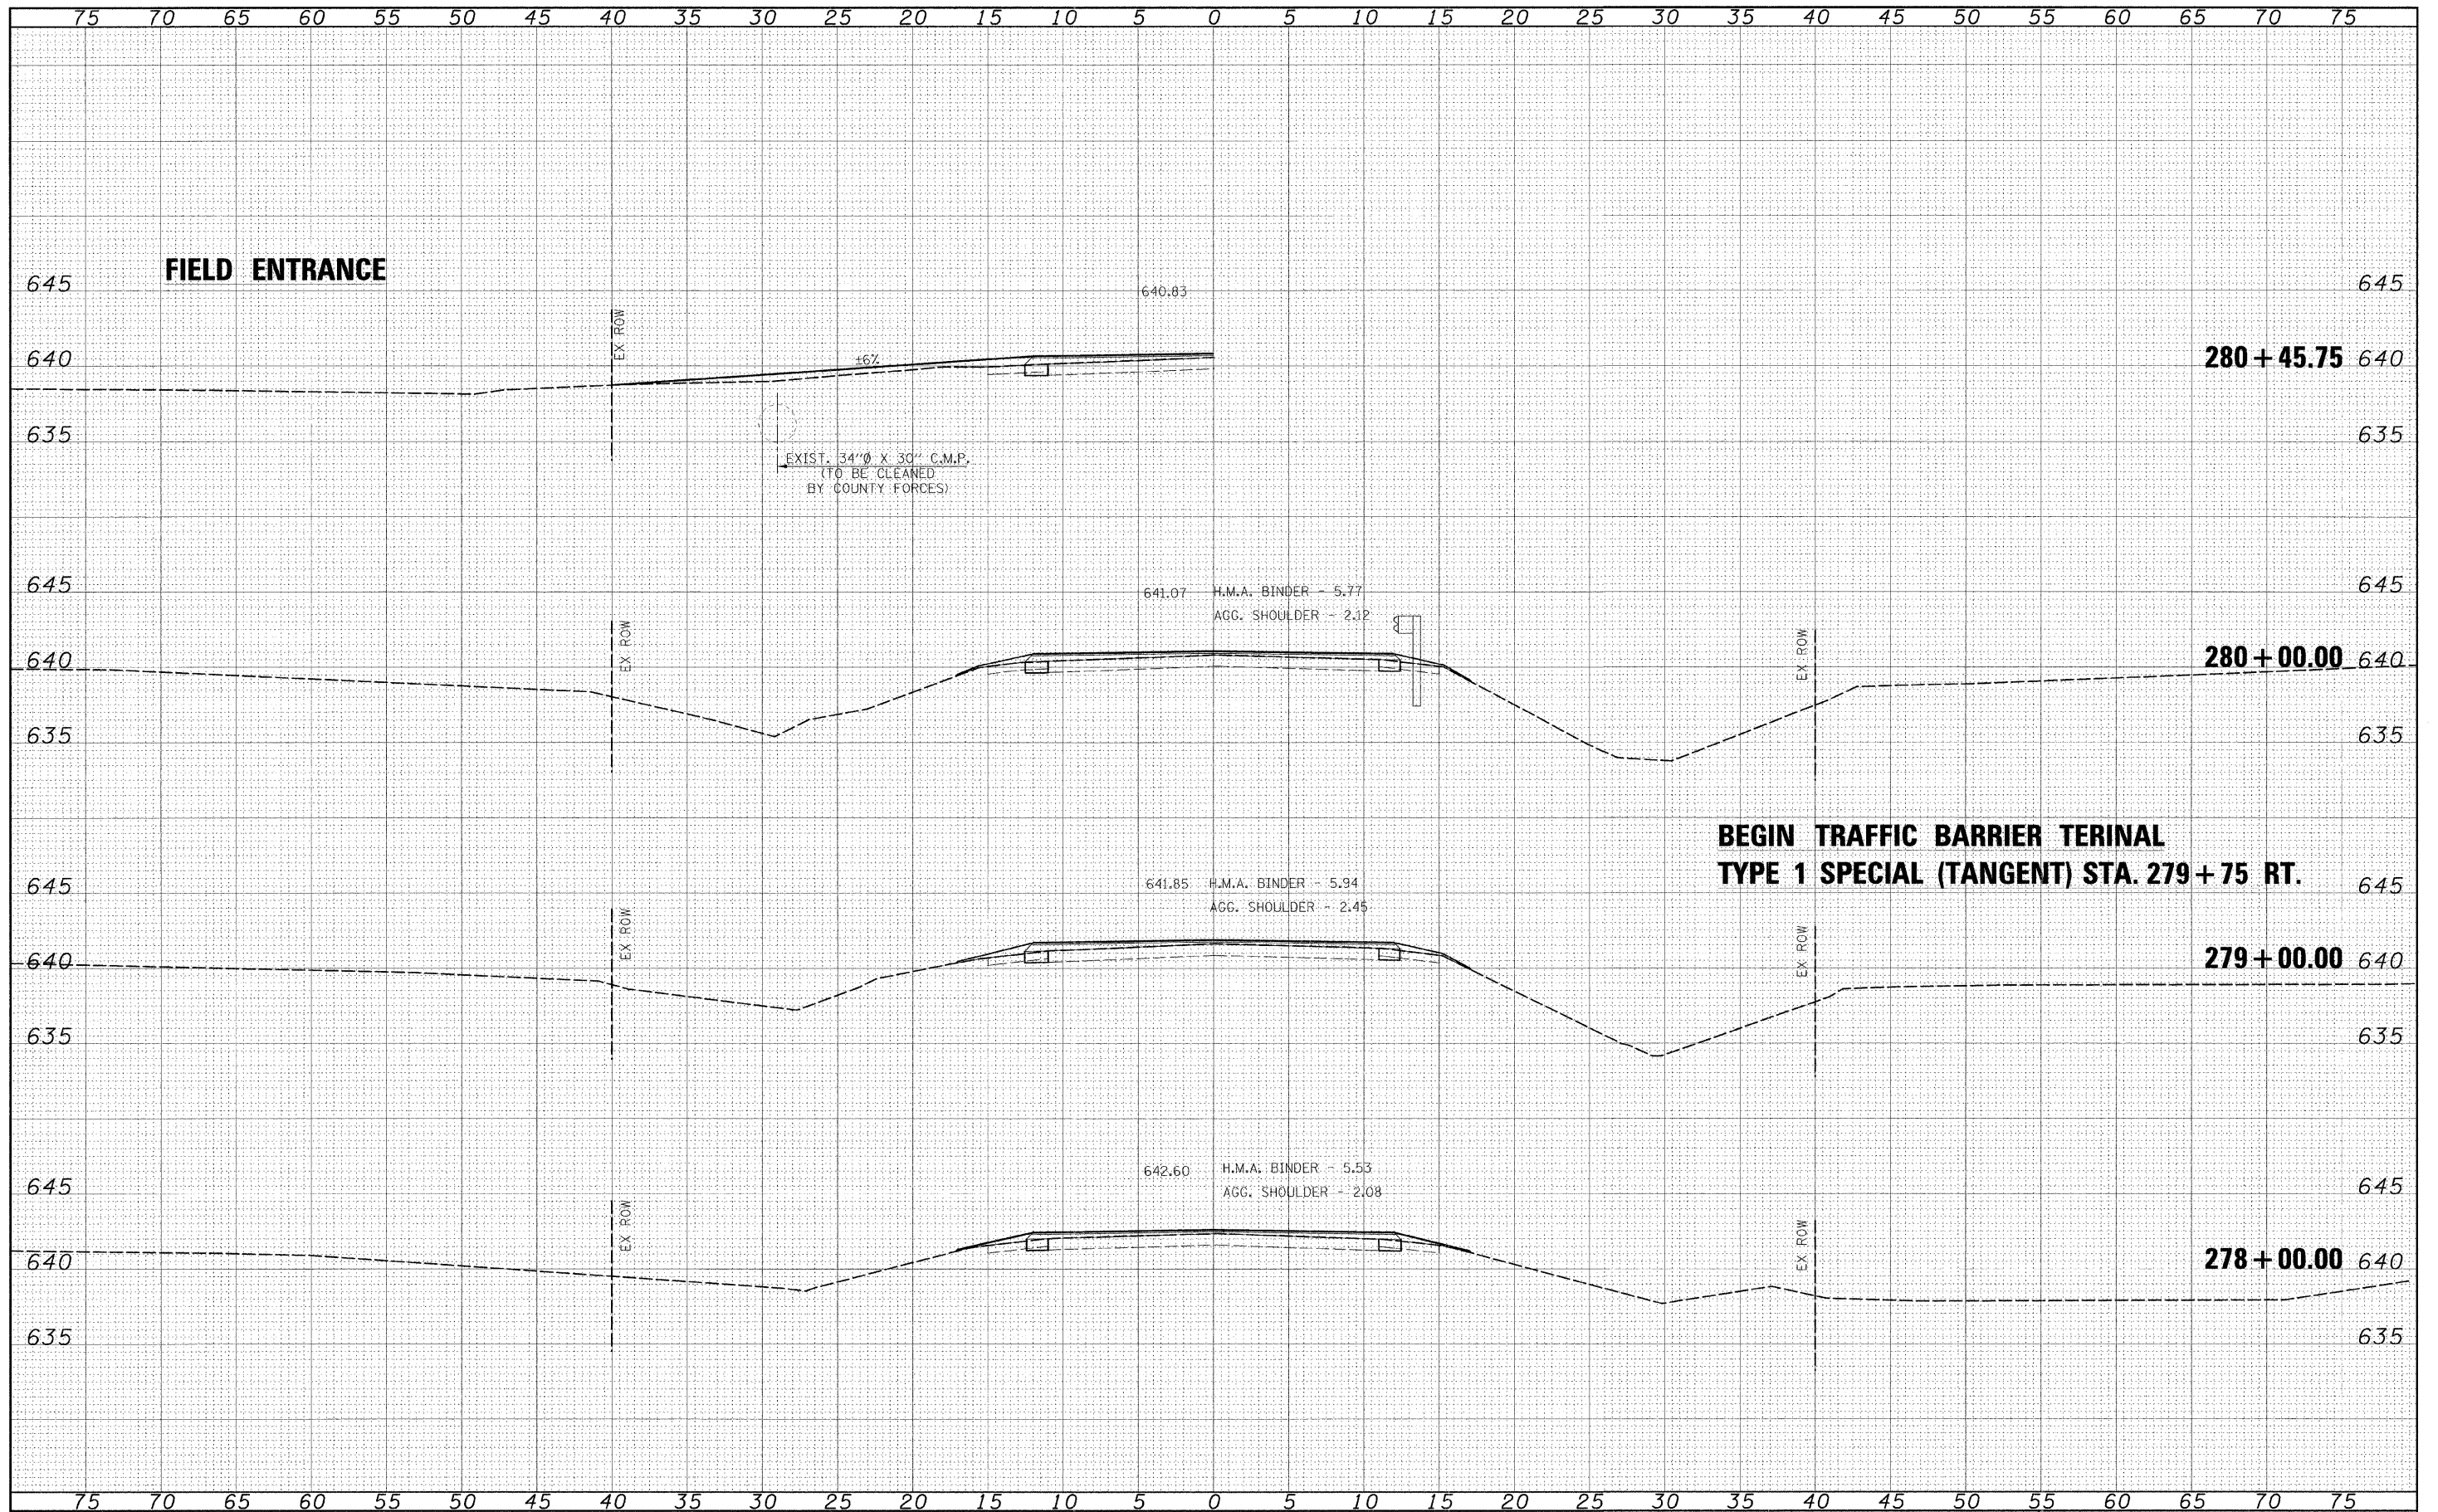 75 70 65 60 55 50 45 40 35 30 25 20 15 10 5 0 5 10 15 20 25 30 35 40 45 50 55 60 65 70 75
FIELD ENTRANCE
645 640.83 645
EX ROW
640 ±6% 280+45.75 640
635 635
EXIST. 34"Ø X 30" C.M.P.
(TO BE CLEANED
BY COUNTY FORCES)
645 641.07 H.M.A. BINDER - 5.77 645
AGG. SHOULDER - 2.12
EX ROW EX ROW
640 280+00.00 640
635 635
BEGIN TRAFFIC BARRIER TERINAL
TYPE 1 SPECIAL (TANGENT) STA. 279+75 RT.
645 641.85 H.M.A. BINDER - 5.94 645
AGG. SHOULDER - 2.45
EX ROW EX ROW
640 279+00.00 640
635 635
642.60 H.M.A. BINDER - 5.53
645 AGG. SHOULDER - 2.08 645
EX ROW EX ROW
640 278+00.00 640
635 635
75 70 65 60 55 50 45 40 35 30 25 20 15 10 5 0 5 10 15 20 25 30 35 40 45 50 55 60 65 70 75